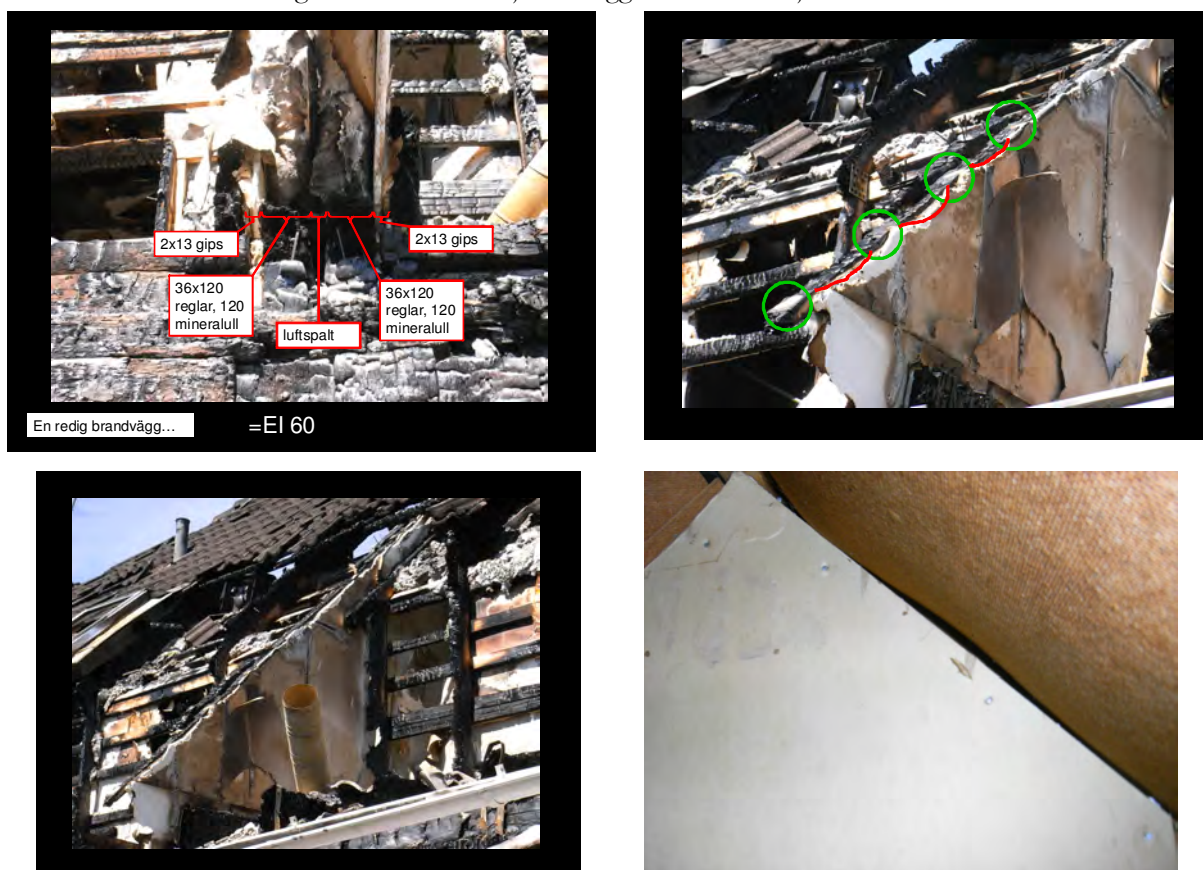 2x13 gips
2x13 gips
36x120
reglar, 120
mineralull
luftspalt
36x120
reglar, 120
mineralull
En redig brandvägg…
=EI 60